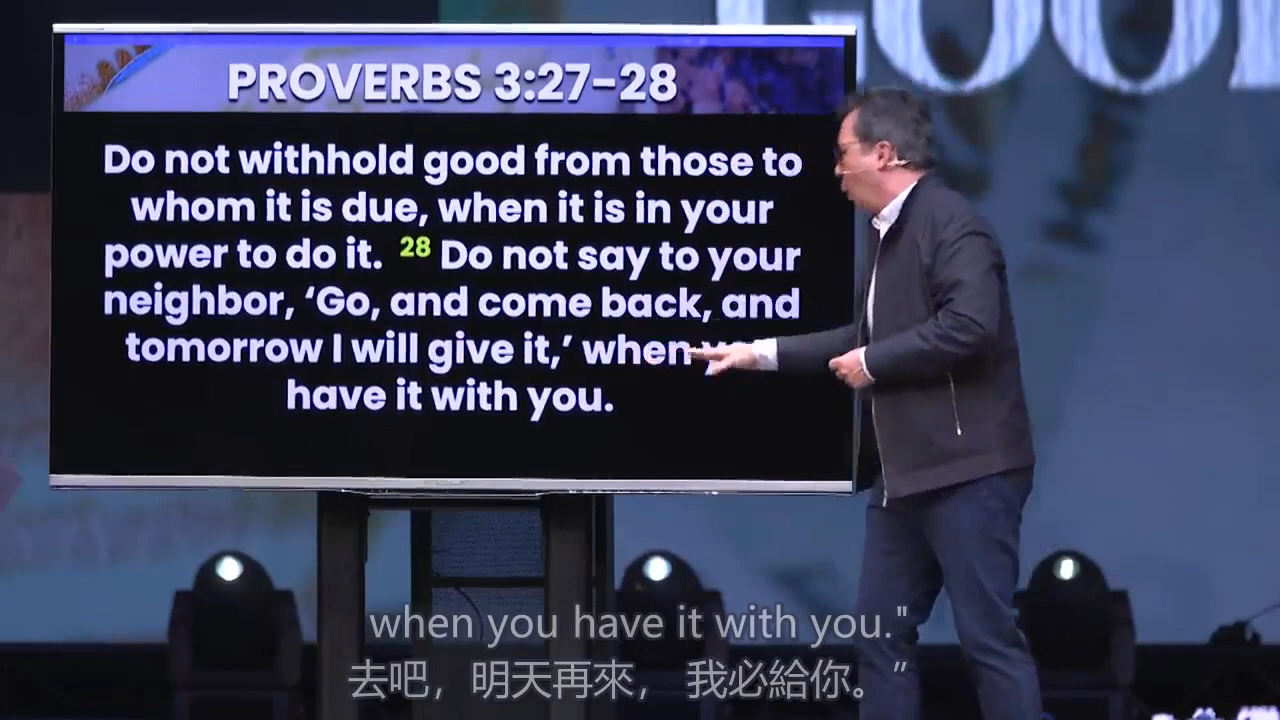 PROVERBS 3:27-28
Do not withhold good from those to
whom it is due, when it is in your
power to do it. 28 Do not say to your
neighbor, ‘Go, and come back, and
tomorrow I will give it,’ when
have it with you.
when you have it with you."
去吧，明天再來， 我必給你。”